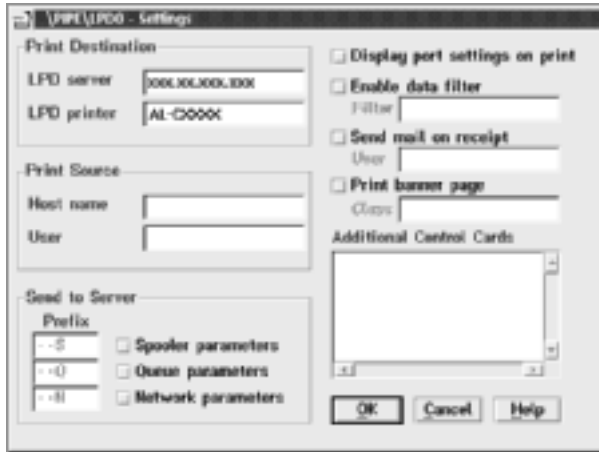 \PIPE\LPD0 - Settings
Print Destination
LPD server
xxx.xx.xxx.xxx
LPD printer
AL-CXXXX
Print Source
Host name
User
Send to Server
Prefix
--S
Spooler parameters
--Q
Queue parameters
--N
Network parameters
Display port settings on print
Enable data filter
Filter
Send mail on receipt
User
Print banner page
Class
Additional Control Cards
OK
Cancel
Help